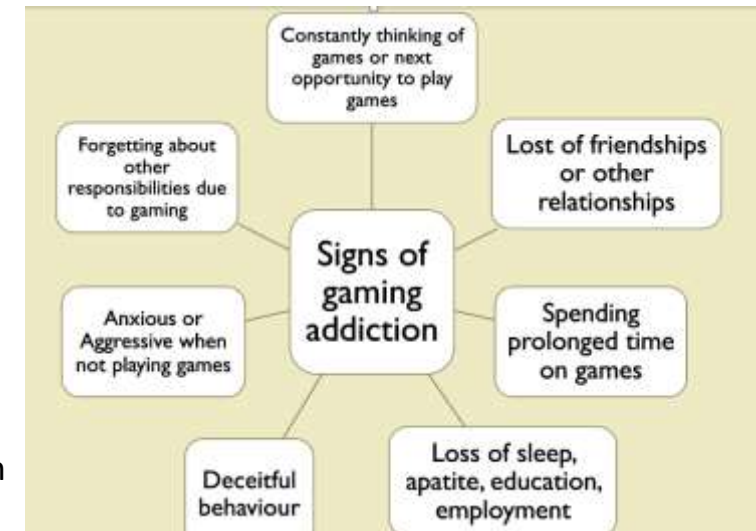 Constantly thinking of
games or next
opportunity to play
games
Lost of friendships
or other
relationships
Spending
prolonged time
on games
Loss of sleep,
apatite, education,
employment
Deceitful
behaviour
Anxious or
Aggressive when
not playing games
Forgetting about
other
responsibilities due
to gaming
Signs of
gaming
addiction